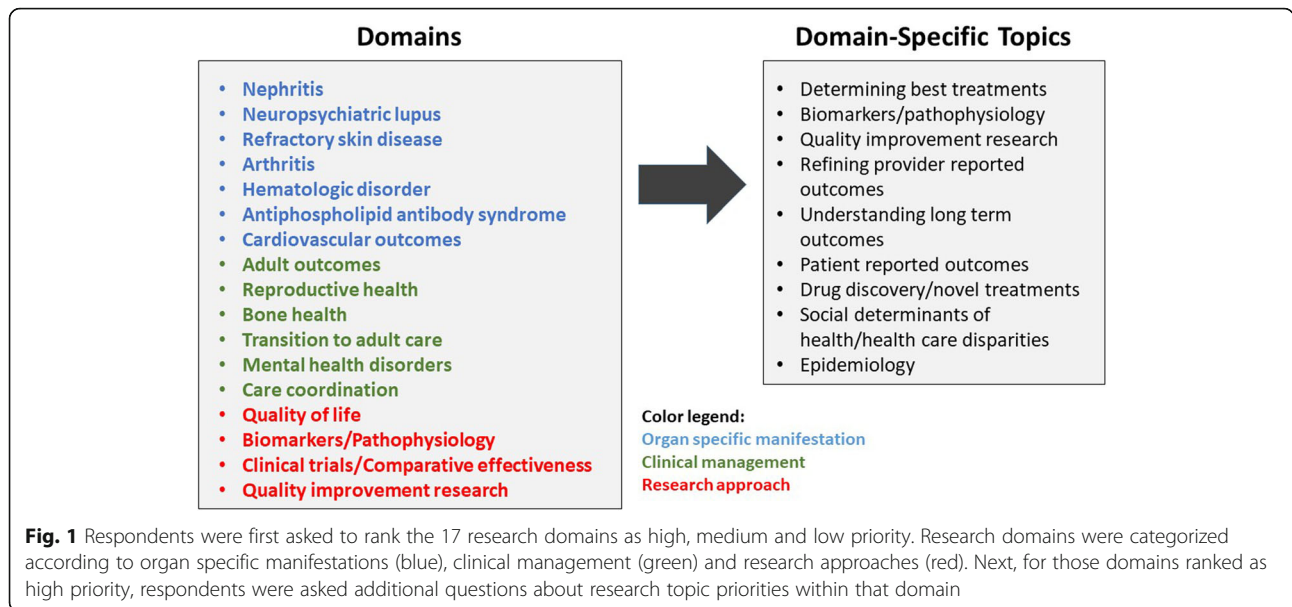 Domains
• Nephritis
• Neuropsychiatric lupus
• Refractory skin disease
• Arthritis
• Hematologic disorder
• Antiphospholipid antibody syndrome
• Cardiovascular outcomes
• Adult outcomes
• Reproductive health
• Bone health
• Transition to adult care
• Mental health disorders
• Care coordination
• Quality of life
• Biomarkers/Pathophysiology
• Clinical trials/Comparative effectiveness
• Quality improvement research
Domain-Specific Topics
• Determining best treatments
• Biomarkers/pathophysiology
• Quality improvement research
• Refining provider reported
outcomes
• Understanding long term
outcomes
• Patient reported outcomes
• Drug discovery/novel treatments
• Social determinants of
health/health care disparities
• Epidemiology
Color legend:
Organ specific manifestation
Clinical management
Research approach
Fig. 1 Respondents were first asked to rank the 17 research domains as high, medium and low priority. Research domains were categorized
according to organ specific manifestations (blue), clinical management (green) and research approaches (red). Next, for those domains ranked as
high priority, respondents were asked additional questions about research topic priorities within that domain